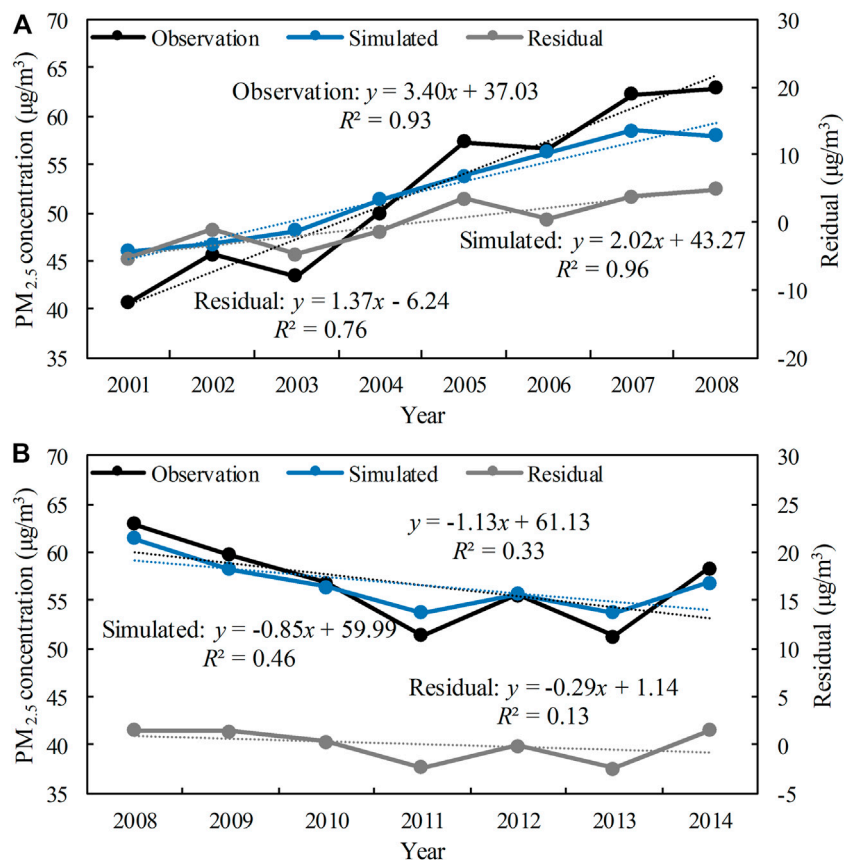 A
Observation Simulated Residual
PM2.5 concentration (μg/m³)
Residual (μg/m³)
70
65
60
55
50
45
40
35
30
20
10
0
-10
-20
Observation: y = 3.40x + 37.03
R² = 0.93
Simulated: y = 2.02x + 43.27
R² = 0.96
Residual: y = 1.37x - 6.24
R² = 0.76
2001 2002 2003 2004 2005 2006 2007 2008
Year
B
Observation Simulated Residual
PM2.5 concentration (μg/m³)
Residual (μg/m³)
70
65
60
55
50
45
40
35
30
25
20
15
10
5
0
-5
y = -1.13x + 61.13
R² = 0.33
Simulated: y = -0.85x + 59.99
R² = 0.46
Residual: y = -0.29x + 1.14
R² = 0.13
2008 2009 2010 2011 2012 2013 2014
Year